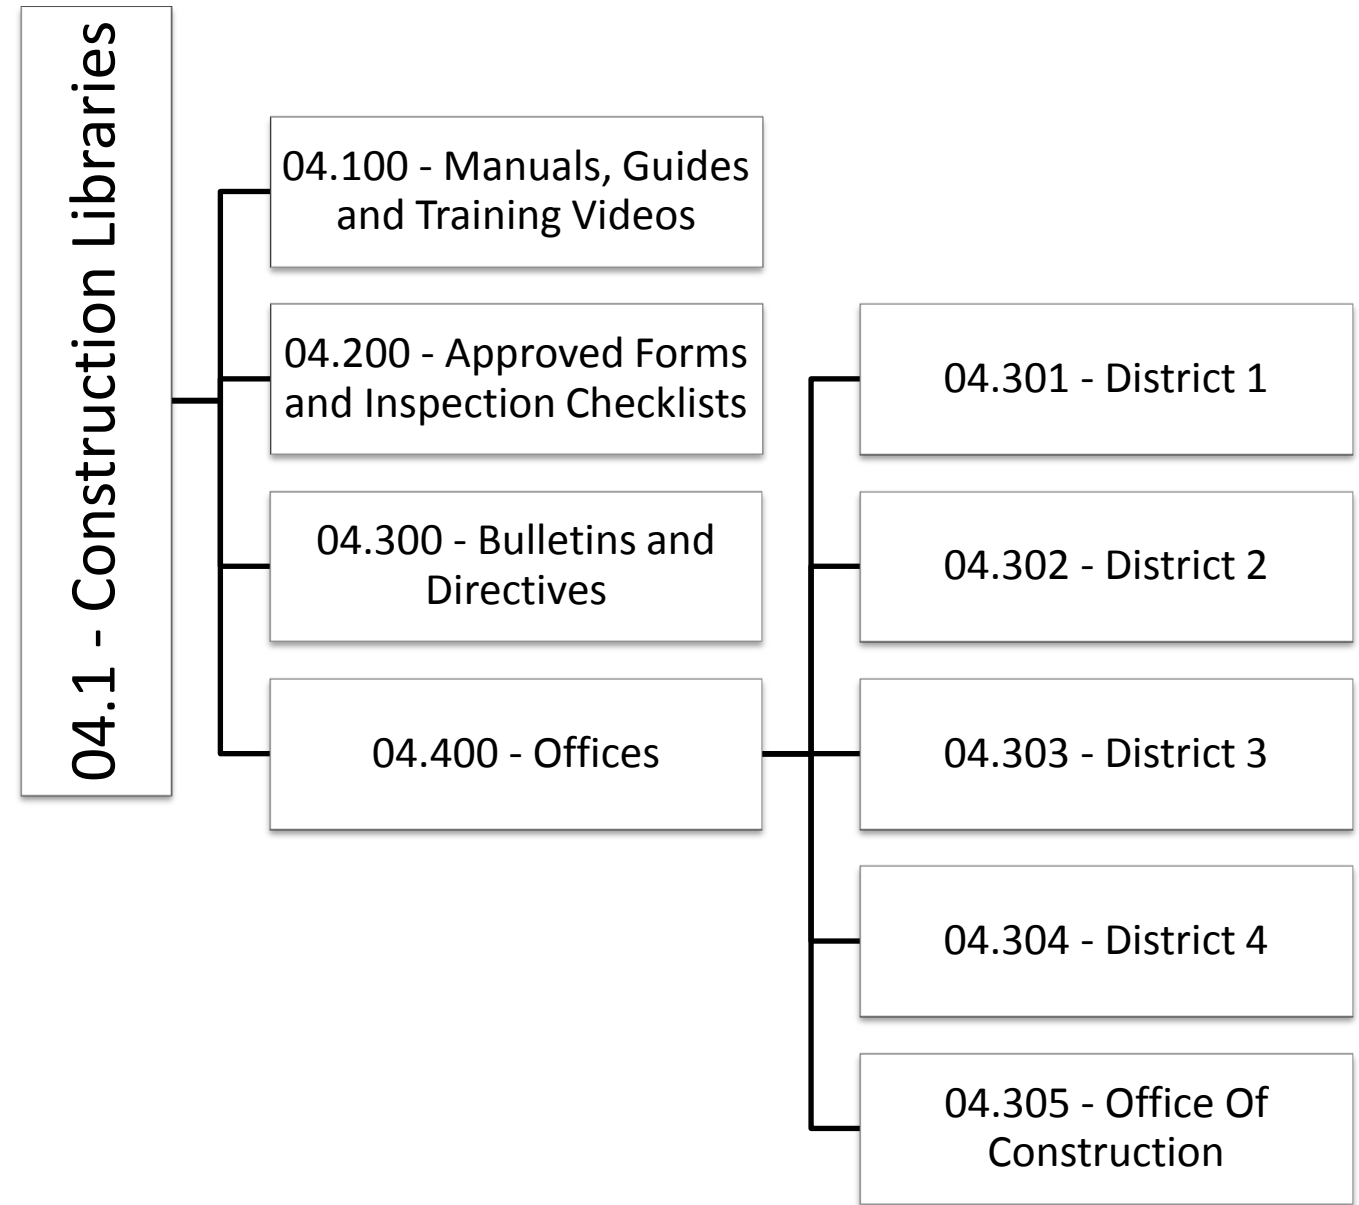 04.1 - Construction Libraries
04.100 - Manuals, Guides
and Training Videos
04.200 - Approved Forms
and Inspection Checklists
04.300 - Bulletins and
Directives
04.400 - Offices
04.301 - District 1
04.302 - District 2
04.303 - District 3
04.304 - District 4
04.305 - Office Of
Construction